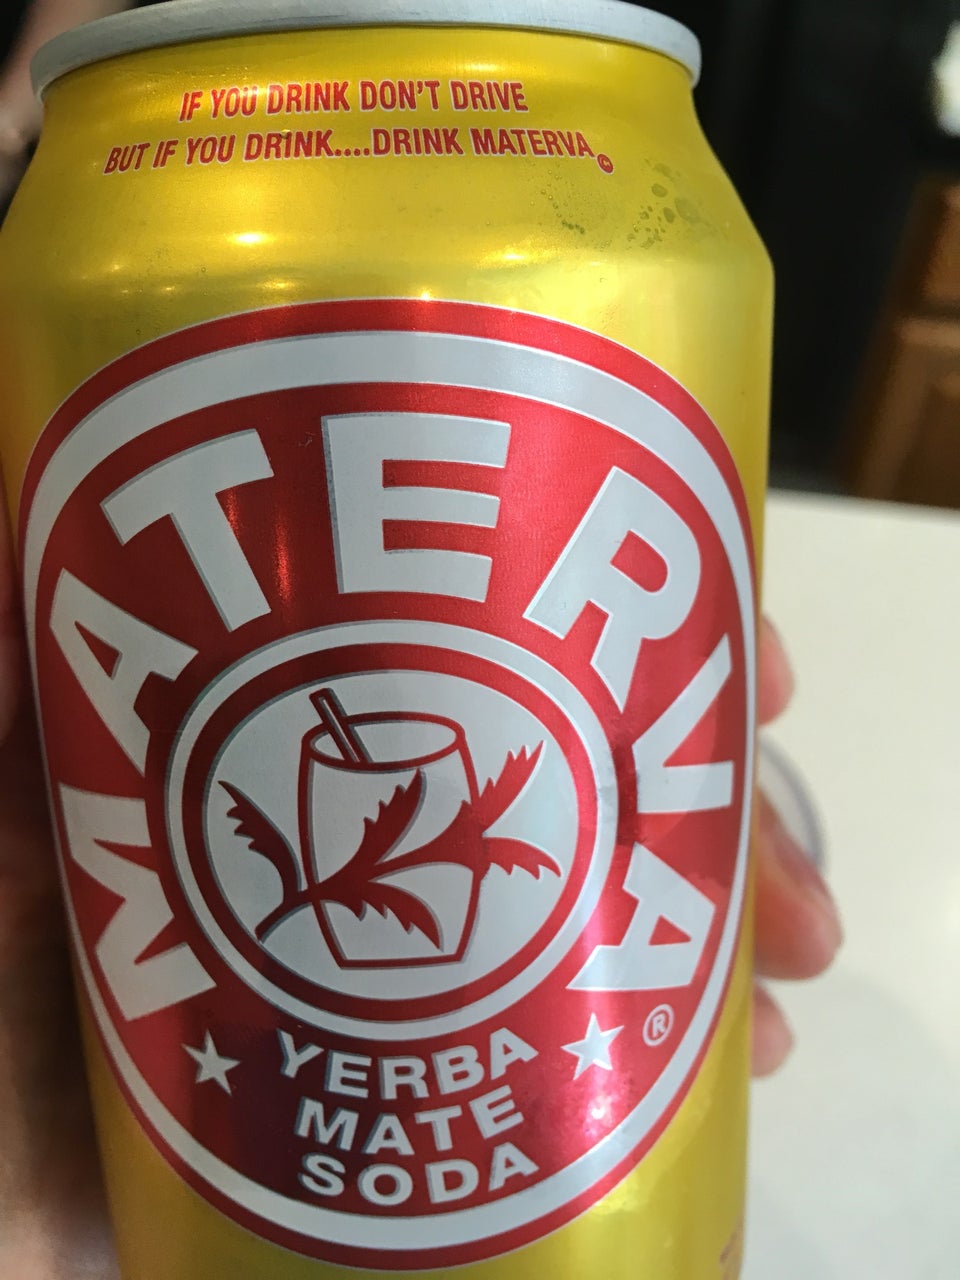 IF YOU DRINK DON'T DRIVE
BUT IF YOU DRINK....DRINK MATERVA©
MATERVA®
YERBA
MATE
SODA